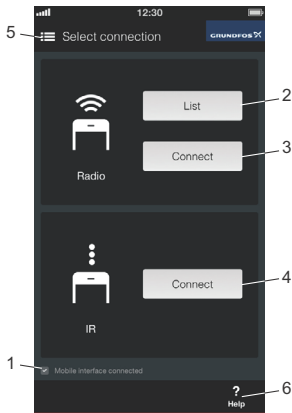 12:30
5
Select connection
GRUNDFOS
List
2
Connect
3
Radio
Connect
4
IR
1
Mobile interface connected
?
Help
6